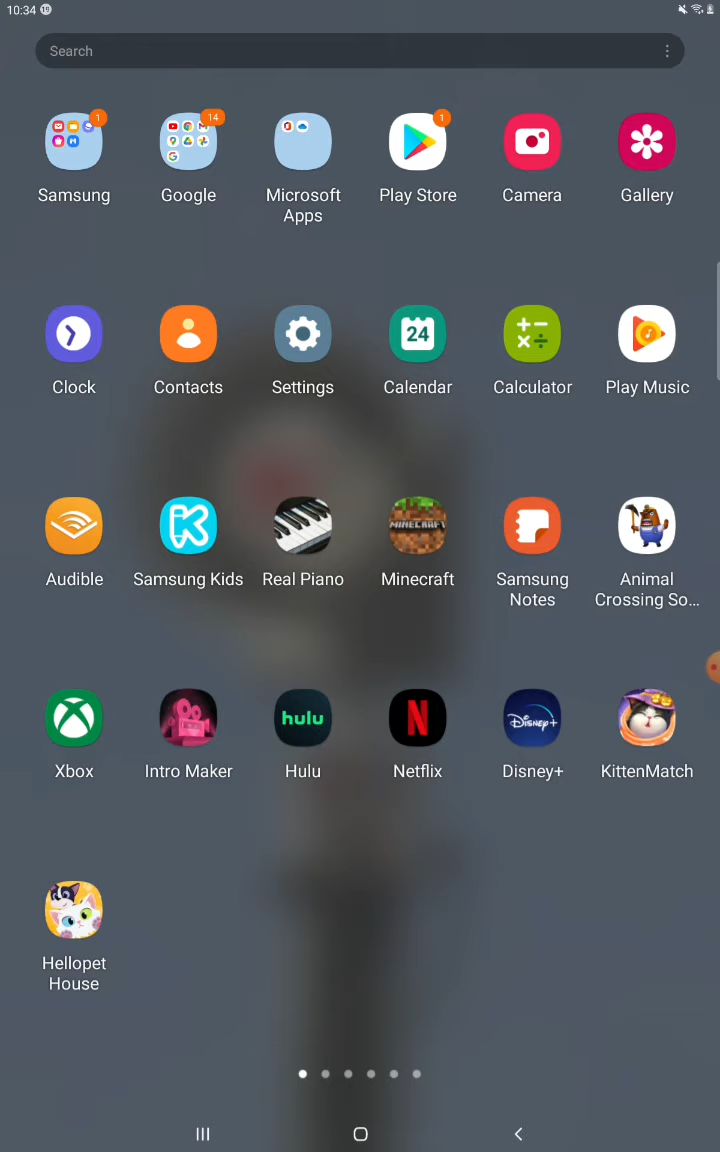 10:34 19
Search
1
14
1
Samsung
Google
Microsoft
Apps
Play Store
Camera
Gallery
24
Clock
Contacts
Settings
Calendar
Calculator
Play Music
MINECRAFT
Audible
Samsung Kids
Real Piano
Minecraft
Samsung
Notes
Animal
Crossing So...
hulu
N
Disney+
Xbox
Intro Maker
Hulu
Netflix
Disney+
KittenMatch
Hellopet
House